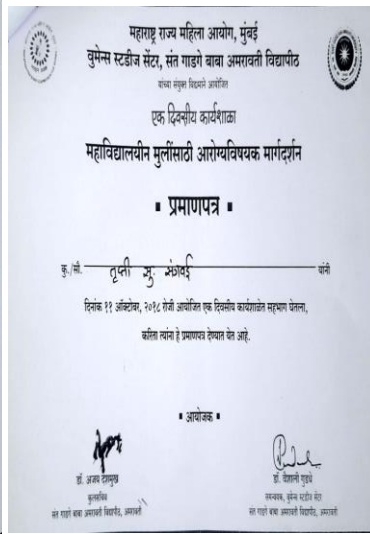 महाराष्ट्र राज्य महिला आयोग, मुंबई
वुमेन्स स्टडीज सेंटर, संत गाडगे बाबा अमरावती विद्यापीठ
यांच्या संयुक्त विद्यमाने आयोजित
एक दिवसीय कार्यशाळा
महाविद्यालयीन मुलींसाठी आरोग्यविषयक मार्गदर्शन
▪ प्रमाणपत्र ▪
कु./सौ. तृप्ती सु. संगवई यांनी
दिनांक ११ ऑक्टोबर, २०१८ रोजी आयोजित एक दिवसीय कार्यशाळेत सहभाग घेतला,
करिता त्यांना हे प्रमाणपत्र देण्यात येत आहे.
▪ आयोजक ▪
डॉ. अजय देशमुख
कुलसचिव
संत गाडगे बाबा अमरावती विद्यापीठ, अमरावती
डॉ. वैशाली गुडधे
समन्वयक, वुमेन्स स्टडीज सेंटर
संत गाडगे बाबा अमरावती विद्यापीठ, अमरावती